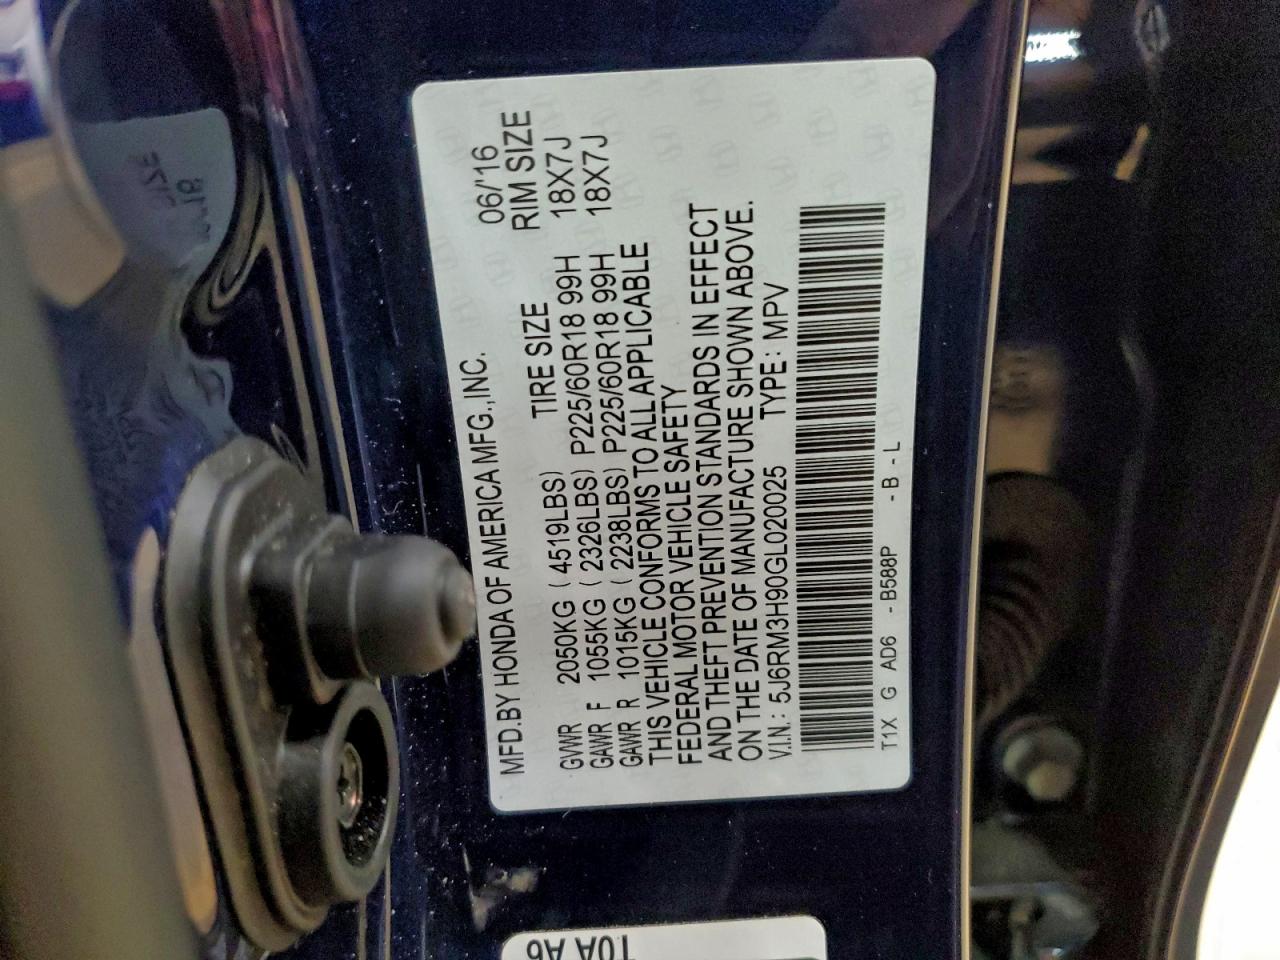 MFD.BY HONDA OF AMERICA MFG.,INC. 06/'16
TIRE SIZE RIM SIZE
GVWR 2050KG ( 4519LBS)
GAWR F 1055KG ( 2326LBS) P225/60R18 99H 18X7J
GAWR R 1015KG ( 2238LBS) P225/60R18 99H 18X7J
THIS VEHICLE CONFORMS TO ALL APPLICABLE
FEDERAL MOTOR VEHICLE SAFETY
AND THEFT PREVENTION STANDARDS IN EFFECT
ON THE DATE OF MANUFACTURE SHOWN ABOVE.
V.I.N.: 5J6RM3H90GL020025 TYPE : MPV
T1X G AD6 - B588P - B - L
T0A A6